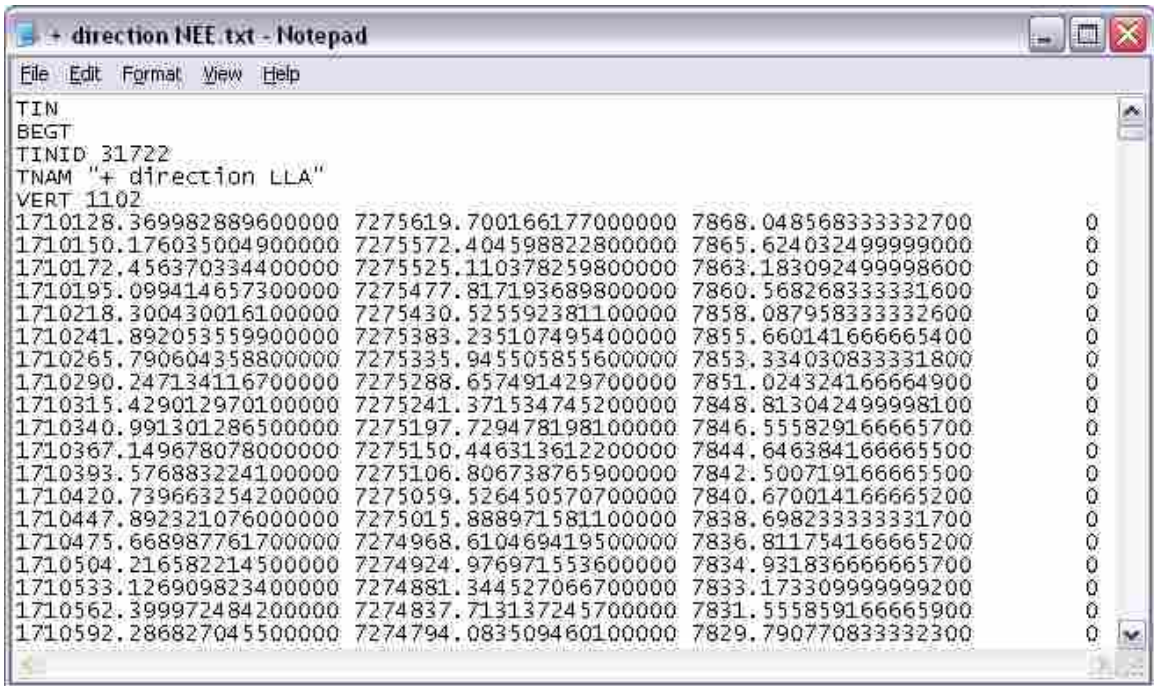 + direction NEE.txt - Notepad
File Edit Format View Help
TIN
BEGT
TINID 31722
TNAM "+ direction LLA"
VERT 1102
1710128.369982889600000 7275619.700166177000000 7868.048568333332700 0
1710150.176035004900000 7275572.404598822800000 7865.624032499999000 0
1710172.456370334400000 7275525.110378259800000 7863.183092499998600 0
1710195.099414657300000 7275477.817193689800000 7860.568268333331600 0
1710218.300430016100000 7275430.525592381100000 7858.087958333332600 0
1710241.892053559900000 7275383.235107495400000 7855.660141666665400 0
1710265.790604358800000 7275335.945505855600000 7853.334030833331800 0
1710290.247134116700000 7275288.657491429700000 7851.024324166664900 0
1710315.429012970100000 7275241.371534745200000 7848.813042499998100 0
1710340.991301286500000 7275197.729478198100000 7846.555829166665700 0
1710367.149678078000000 7275150.446313612200000 7844.646384166665500 0
1710393.576883224100000 7275106.806738765900000 7842.500719166665200 0
1710420.739663254200000 7275059.526450570700000 7840.670014166665200 0
1710447.892321076000000 7275015.888971581100000 7838.698233333331700 0
1710475.668987761700000 7274968.610469419500000 7836.811754166665200 0
1710504.216582214500000 7274924.976971553600000 7834.931836666665700 0
1710533.126909823400000 7274881.344527066700000 7833.173309999999200 0
1710562.399972484200000 7274837.713137245700000 7831.555859166665900 0
1710592.286827045500000 7274794.083509460100000 7829.790770833332300 0